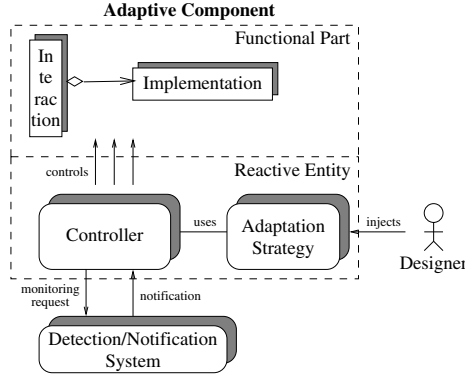 Adaptive Component
Functional Part
In
te
rac
tion
Implementation
controls
Reactive Entity
Controller
uses
Adaptation
Strategy
injects
Designer
monitoring
request
notification
Detection/Notification
System